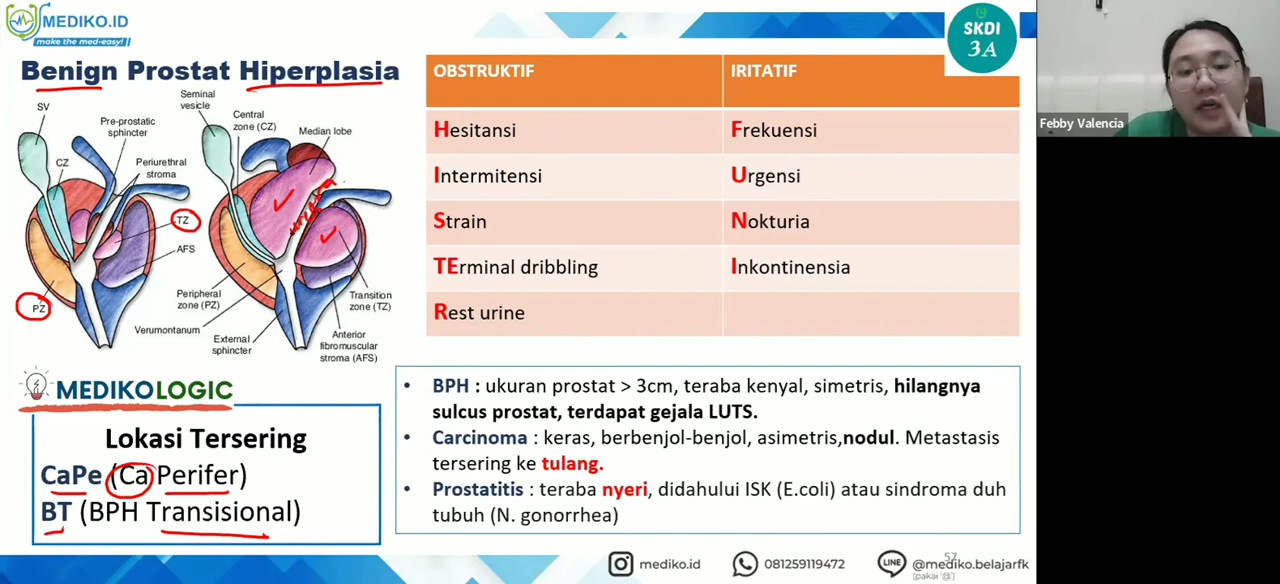 MEDIKO.ID
make the med-easy!
SKDI
3A
Benign Prostat Hiperplasia
SV
CZ
Pre-prostatic
sphincter
Periurethral
stroma
TZ
AFS
PZ
Seminal
vesicle
Central
zone (CZ)
Median lobe
uretra
Peripheral
zone (PZ)
Verumontanum
External
sphincter
Transition
zone (TZ)
Anterior
fibromuscular
stroma (AFS)
OBSTRUKTIF IRITATIF
Hesitansi Frekuensi
Intermitensi Urgensi
Strain Nokturia
TErminal dribbling Inkontinensia
Rest urine
MEDIKOLOGIC
Lokasi Tersering
CaPe (Ca Perifer)
BT (BPH Transisional)
• BPH : ukuran prostat > 3cm, teraba kenyal, simetris, hilangnya
sulcus prostat, terdapat gejala LUTS.
• Carcinoma : keras, berbenjol-benjol, asimetris,nodul. Metastasis
tersering ke tulang.
• Prostatitis : teraba nyeri, didahului ISK (E.coli) atau sindroma duh
tubuh (N. gonorrhea)
mediko.id
081259119472
LINE
@mediko.belajarfk
(pakai '@')
57
Febby Valencia